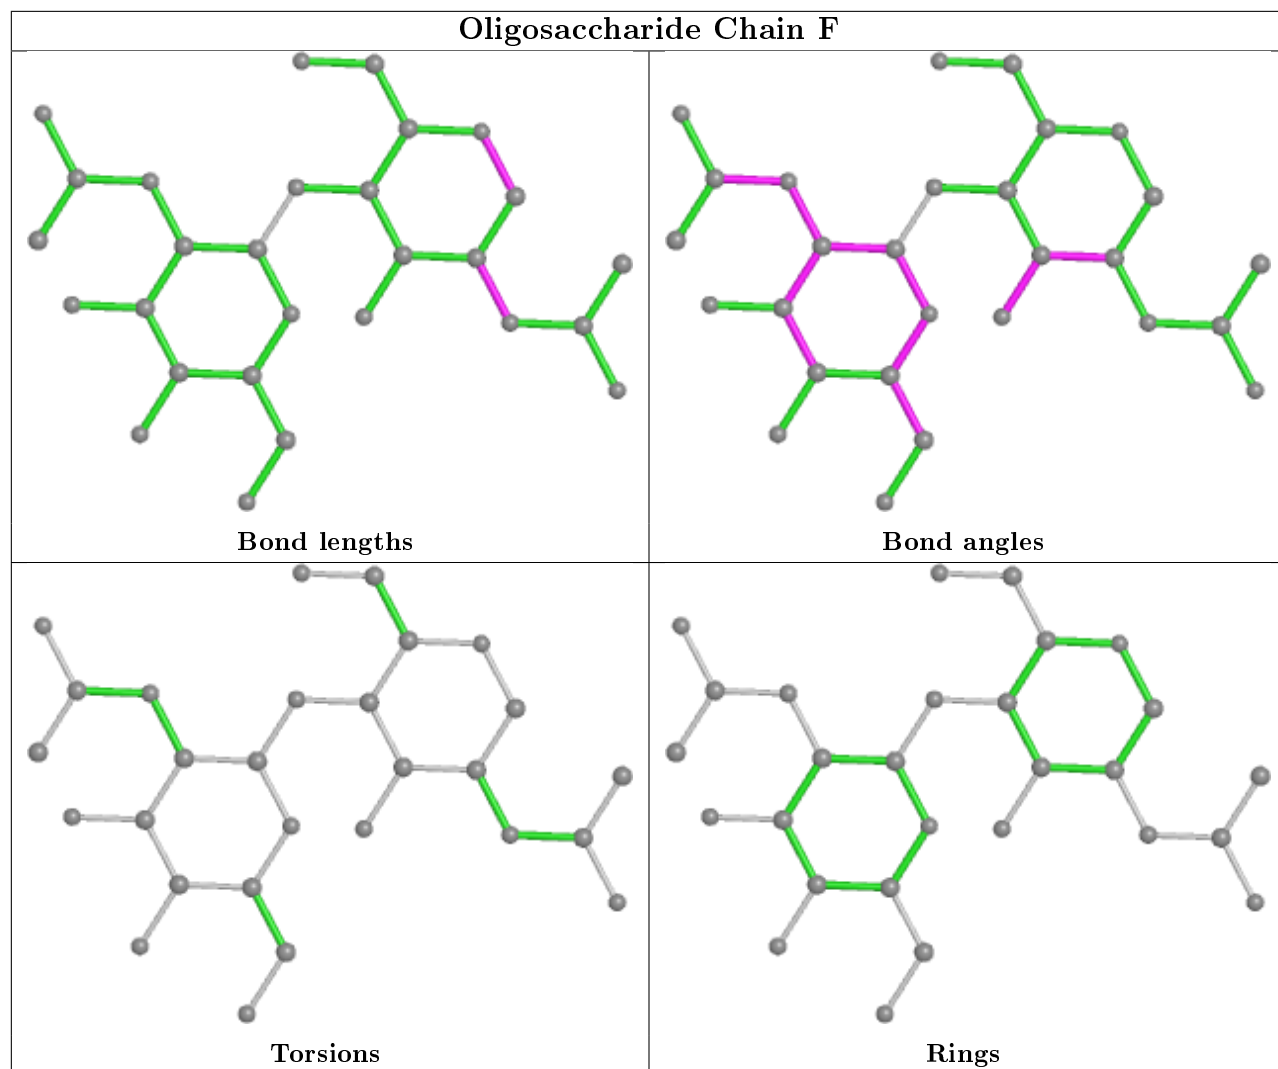 Oligosaccharide Chain F
Bond lengths
Bond angles
Torsions
Rings